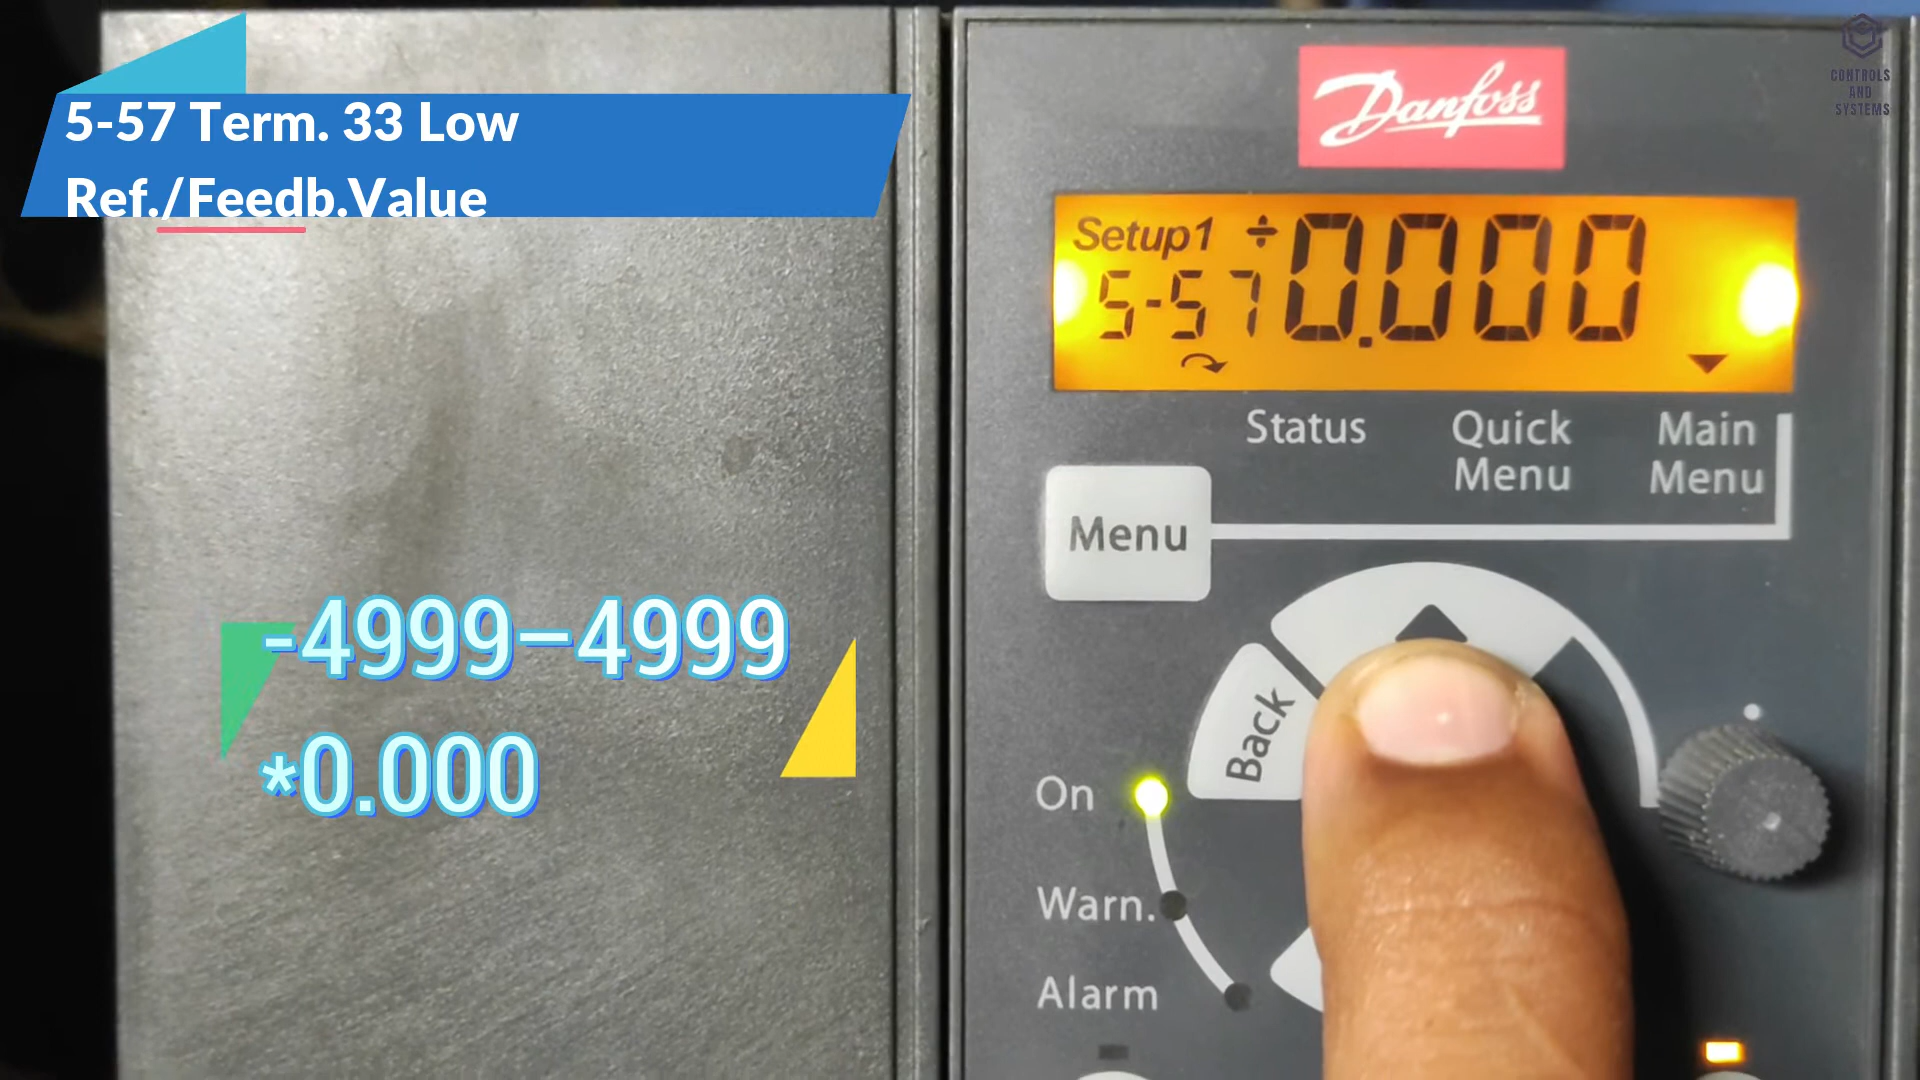 5-57 Term. 33 Low
Ref./Feedb.Value
CONTROLS
AND
SYSTEMS
Danfoss
Setup1 ÷0.000
5-57
Status
Quick
Menu
Main
Menu
Menu
-4999–4999
*0.000
Back
On
Warn.
Alarm